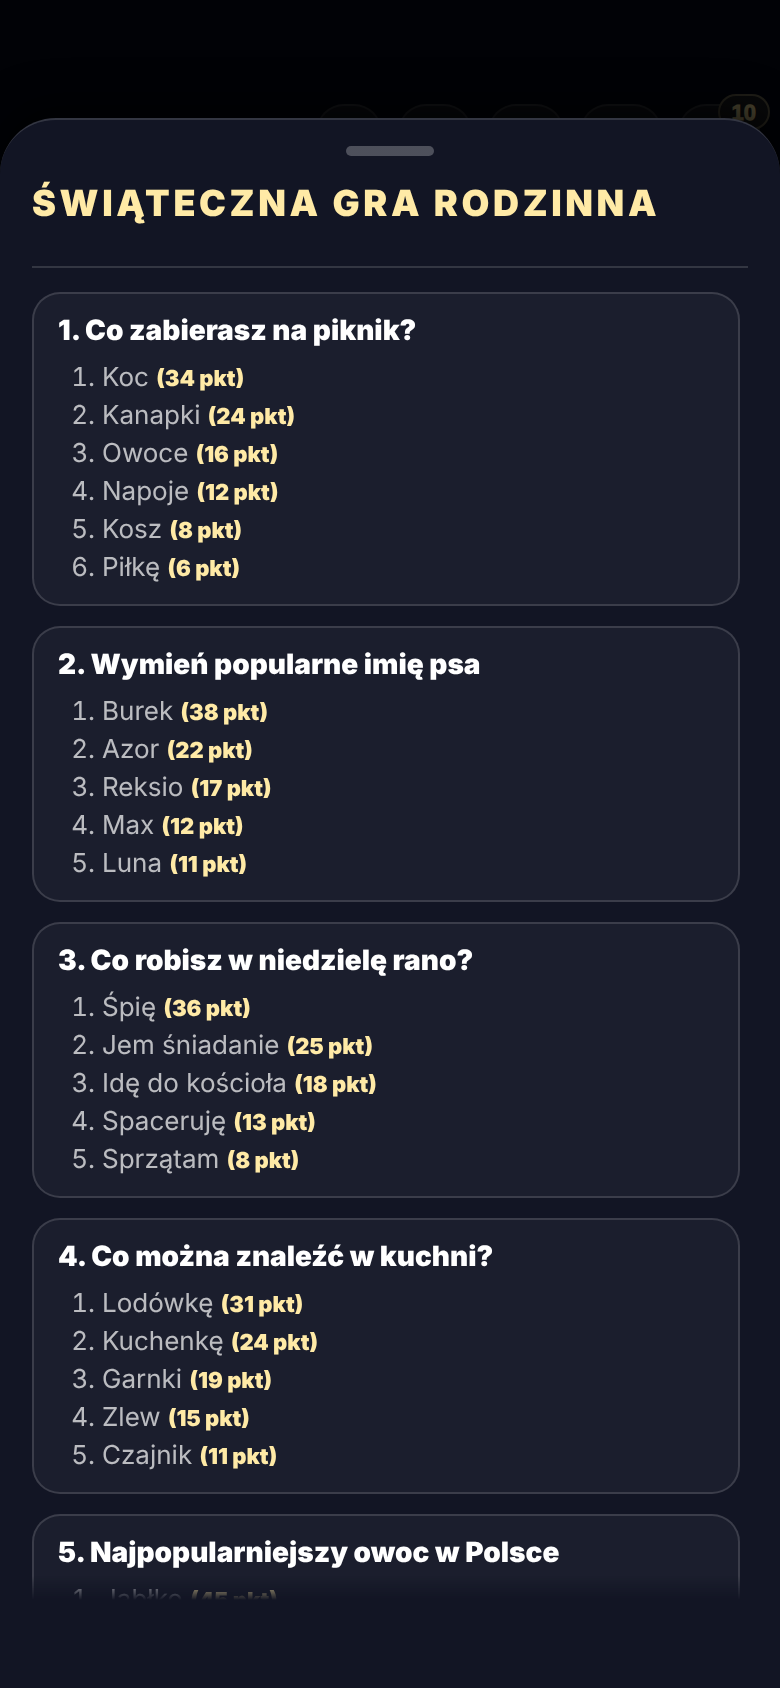 10
ŚWIĄTECZNA GRA RODZINNA
1. Co zabierasz na piknik?
1. Koc (34 pkt)
2. Kanapki (24 pkt)
3. Owoce (16 pkt)
4. Napoje (12 pkt)
5. Kosz (8 pkt)
6. Piłkę (6 pkt)
2. Wymień popularne imię psa
1. Burek (38 pkt)
2. Azor (22 pkt)
3. Reksio (17 pkt)
4. Max (12 pkt)
5. Luna (11 pkt)
3. Co robisz w niedzielę rano?
1. Śpię (36 pkt)
2. Jem śniadanie (25 pkt)
3. Idę do kościoła (18 pkt)
4. Spaceruję (13 pkt)
5. Sprzątam (8 pkt)
4. Co można znaleźć w kuchni?
1. Lodówkę (31 pkt)
2. Kuchenkę (24 pkt)
3. Garnki (19 pkt)
4. Zlew (15 pkt)
5. Czajnik (11 pkt)
5. Najpopularniejszy owoc w Polsce